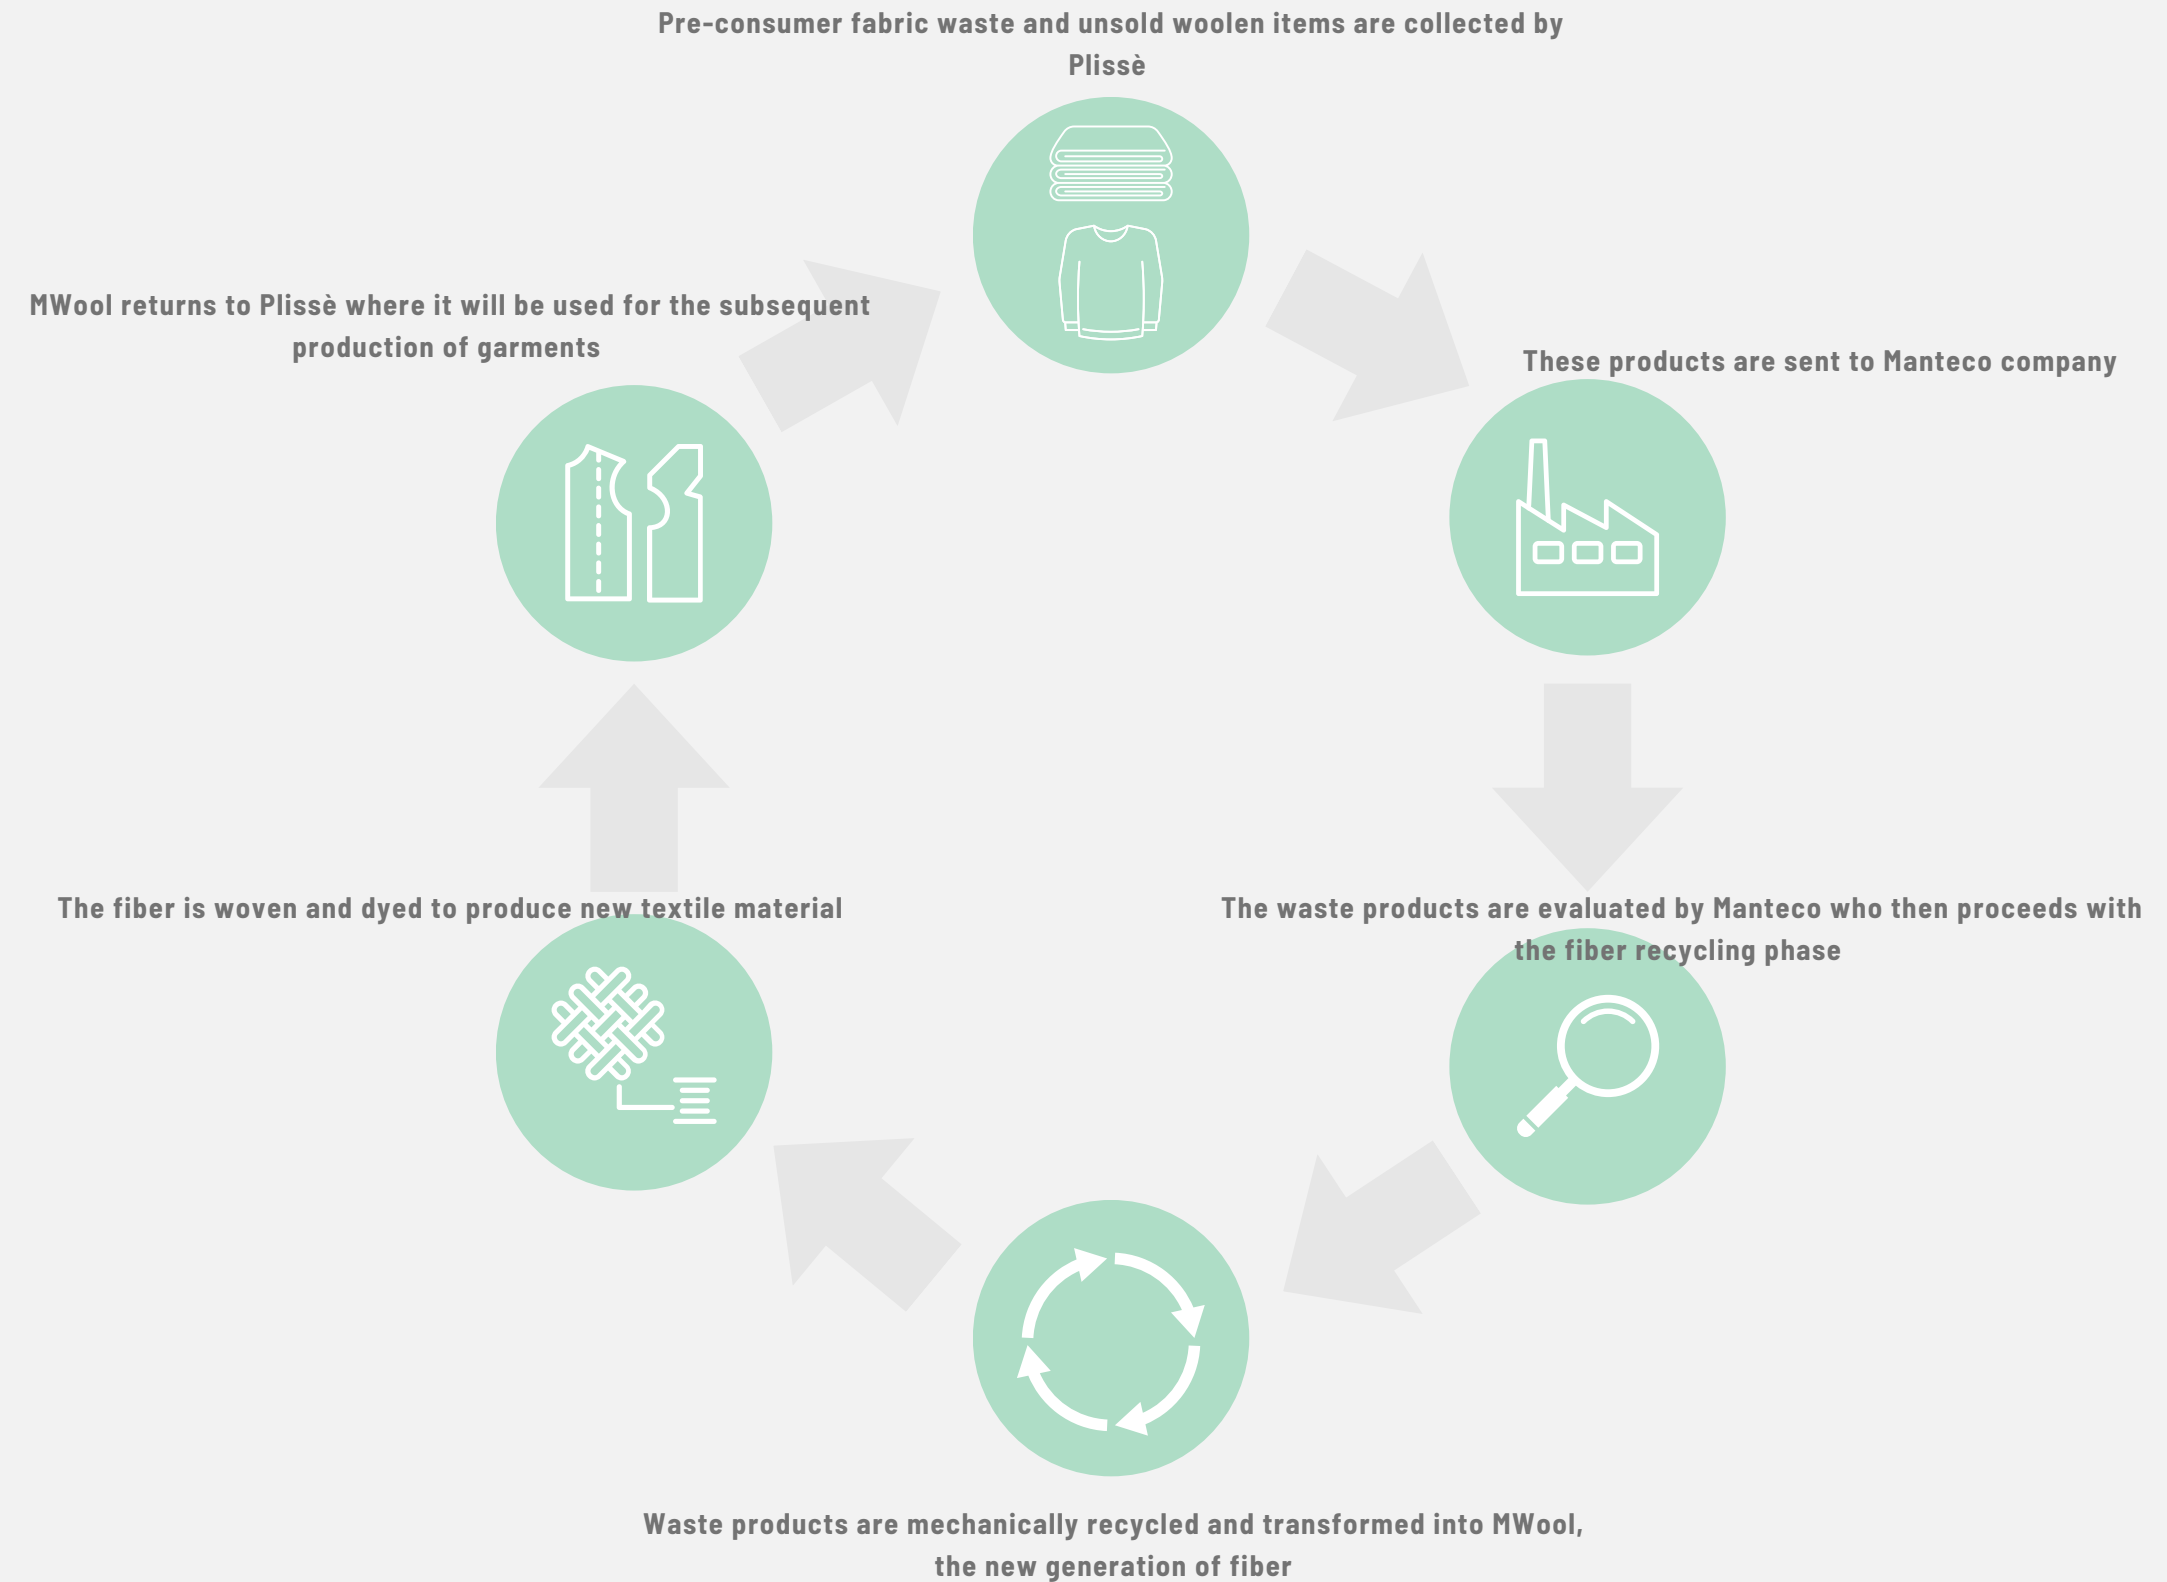 Pre-consumer fabric waste and unsold woolen items are collected by
Plissè
These products are sent to Manteco company
The waste products are evaluated by Manteco who then proceeds with
the fiber recycling phase
Waste products are mechanically recycled and transformed into MWool,
the new generation of fiber
The fiber is woven and dyed to produce new textile material
MWool returns to Plissè where it will be used for the subsequent
production of garments